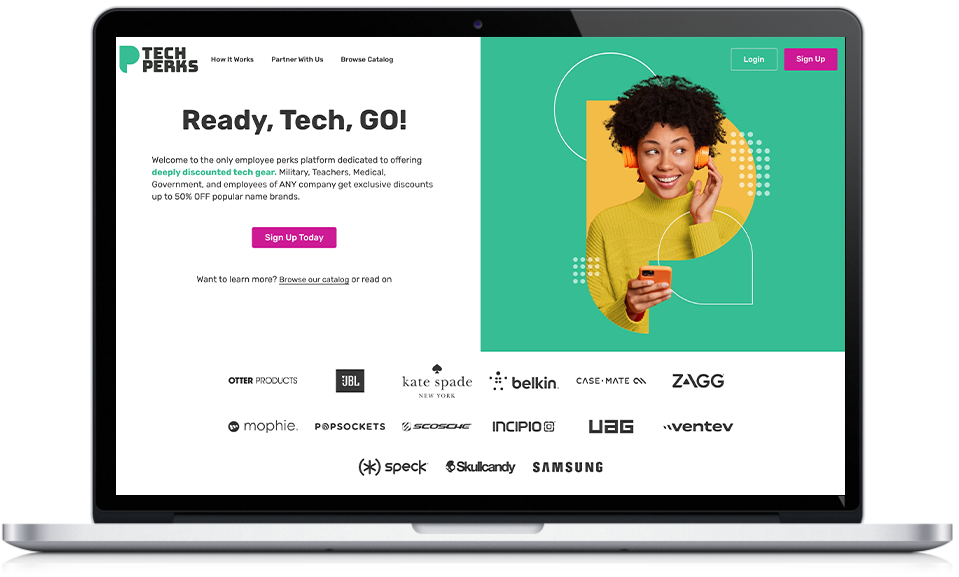 TECH
PERKS
How It Works Partner With Us Browse Catalog
Login Sign Up
Ready, Tech, GO!
Welcome to the only employee perks platform dedicated to offering
deeply discounted tech gear. Military, Teachers, Medical,
Government, and employees of ANY company get exclusive discounts
up to 50% OFF popular name brands.
Sign Up Today
Want to learn more? Browse our catalog or read on
OTTER PRODUCTS JBL kate spade belkin. CASE-MATE ZAGG
NEW YORK
mophie. POPSOCKETS SCOSCHE INCIPIO UAG ventev
speck Skullcandy SAMSUNG